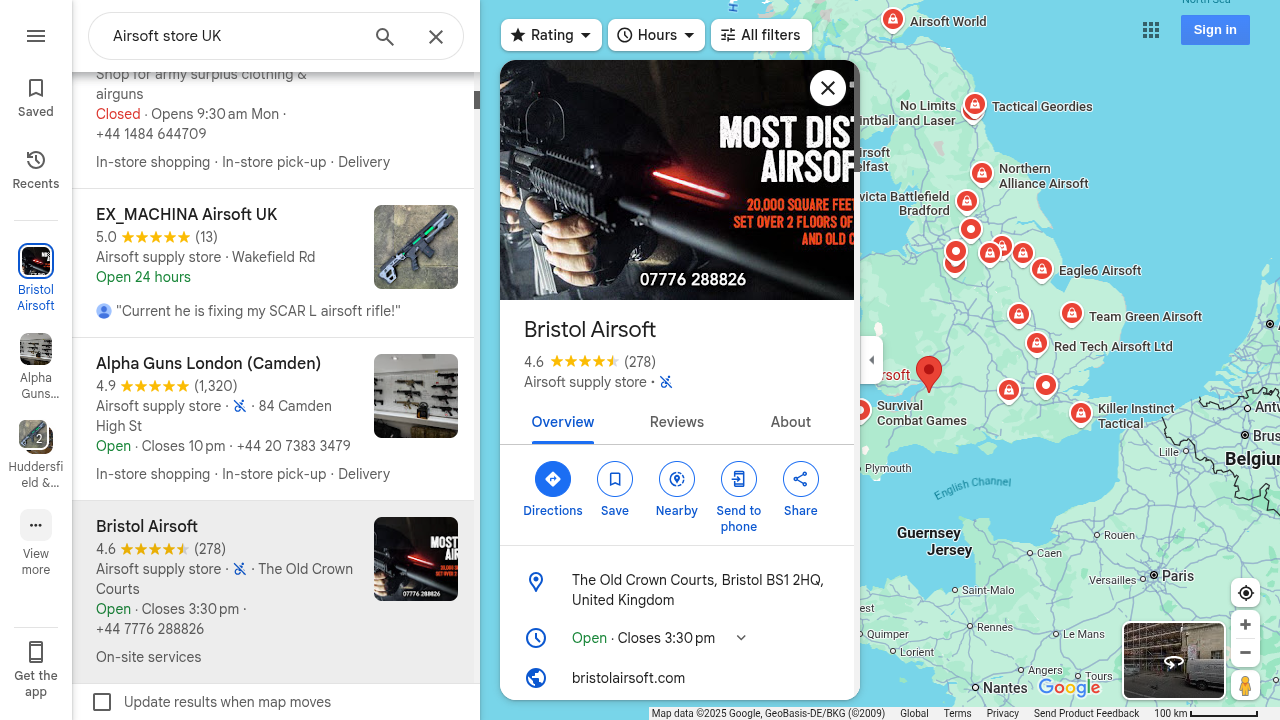 Airsoft store UK
Saved
Recents
Bristol
Airsoft
Alpha
Guns...
2
Huddersfi
eld &...
View
more
Get the
app
Shop for army surplus clothing &
airguns
Closed · Opens 9:30 am Mon ·
+44 1484 644709
In-store shopping · In-store pick-up · Delivery
EX_MACHINA Airsoft UK
5.0 (13)
Airsoft supply store · Wakefield Rd
Open 24 hours
"Current he is fixing my SCAR L airsoft rifle!"
Alpha Guns London (Camden)
4.9 (1,320)
Airsoft supply store · · 84 Camden
High St
Open · Closes 10 pm · +44 20 7383 3479
In-store shopping · In-store pick-up · Delivery
Bristol Airsoft
4.6 (278)
Airsoft supply store · · The Old Crown
Courts
Open · Closes 3:30 pm ·
+44 7776 288826
On-site services
07776 288826
Update results when map moves
Rating
Hours
All filters
MOST DIS
AIRSOF
20,000 SQUARE FEE
SET OVER 2 FLOORS OF
AND OLD C
07776 288826
Bristol Airsoft
4.6 (278)
Airsoft supply store ·
Overview
Reviews
About
Directions
Save
Nearby
Send to
phone
Share
The Old Crown Courts, Bristol BS1 2HQ,
United Kingdom
Open · Closes 3:30 pm
bristolairsoft.com
Sign in
Airsoft World
No Limits
intball and Laser
Tactical Geordies
irsoft
elfast
Northern
Alliance Airsoft
victa Battlefield
Bradford
Eagle6 Airsoft
Team Green Airsoft
Red Tech Airsoft Ltd
rsoft
Survival
Combat Games
Killer Instinct
Tactical
Plymouth
English Channel
Lille
Antw
Brus
Belgium
Guernsey
Jersey
Rouen
Caen
Versailles
Paris
Saint-Malo
est
Quimper
Rennes
Le Mans
Lorient
Angers
Tours
Nantes
Google
Map data ©2025 Google, GeoBasis-DE/BKG (©2009)
Global
Terms
Privacy
Send Product Feedback
100 km